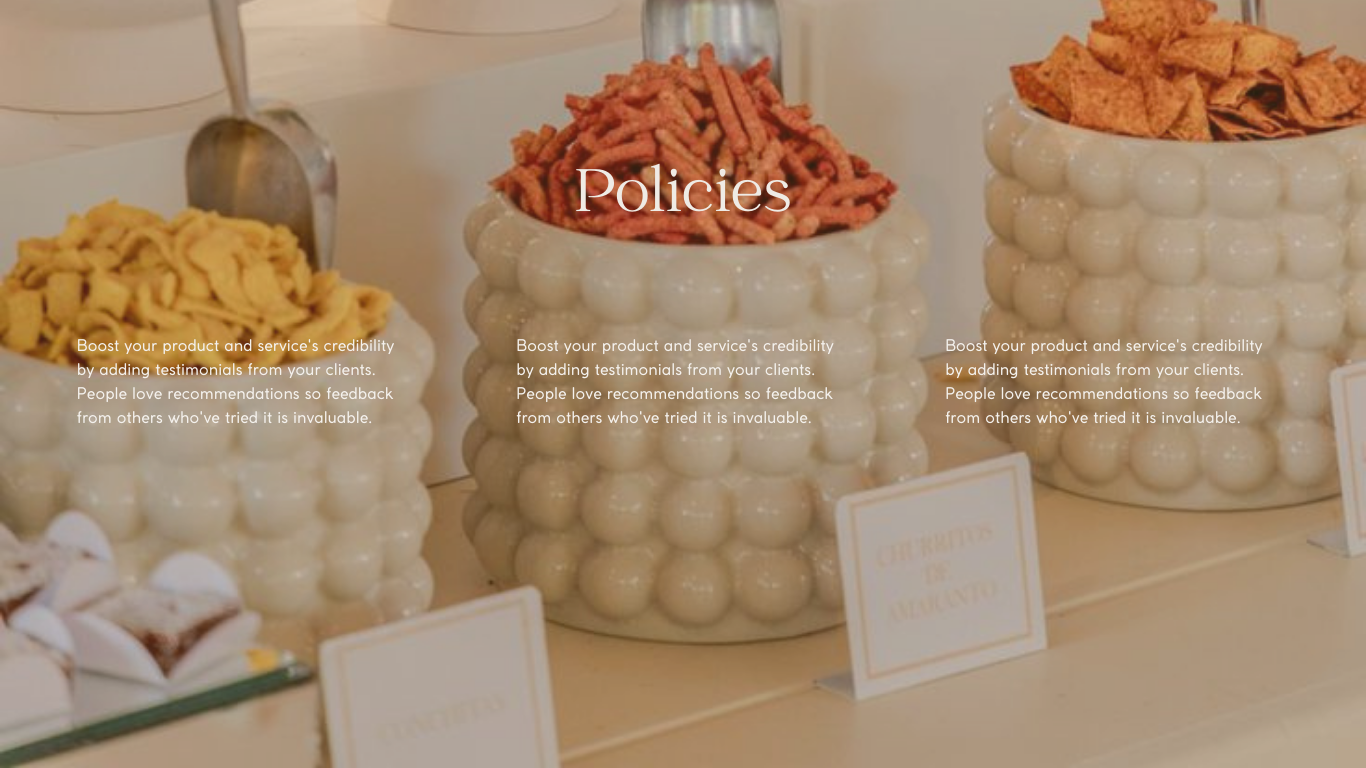 Policies
Boost your product and service's credibility
by adding testimonials from your clients.
People love recommendations so feedback
from others who've tried it is invaluable.
Boost your product and service's credibility
by adding testimonials from your clients.
People love recommendations so feedback
from others who've tried it is invaluable.
Boost your product and service's credibility
by adding testimonials from your clients.
People love recommendations so feedback
from others who've tried it is invaluable.
CHURRITOS
DE
AMARANTO